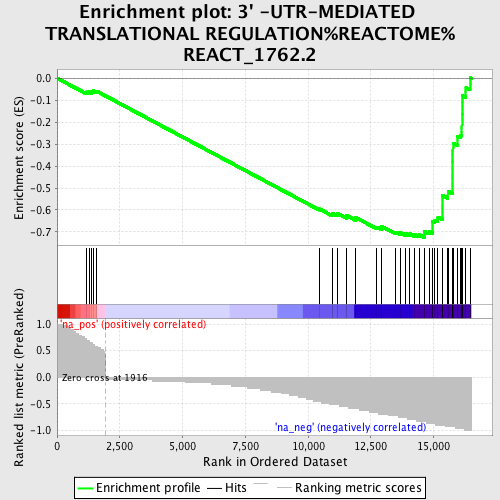 Enrichment plot: 3' -UTR-MEDIATED
TRANSLATIONAL REGULATION%REACTOME%
REACT_1762.2
Enrichment score (ES)
0.0
-0.1
-0.2
-0.3
-0.4
-0.5
-0.6
-0.7
Ranked list metric (PreRanked)
1.0
0.5
0.0
-0.5
-1.0
'na_pos' (positively correlated)
Zero cross at 1916
'na_neg' (negatively correlated)
0
2,500
5,000
7,500
10,000
12,500
15,000
Rank in Ordered Dataset
Enrichment profile
Hits
Ranking metric scores